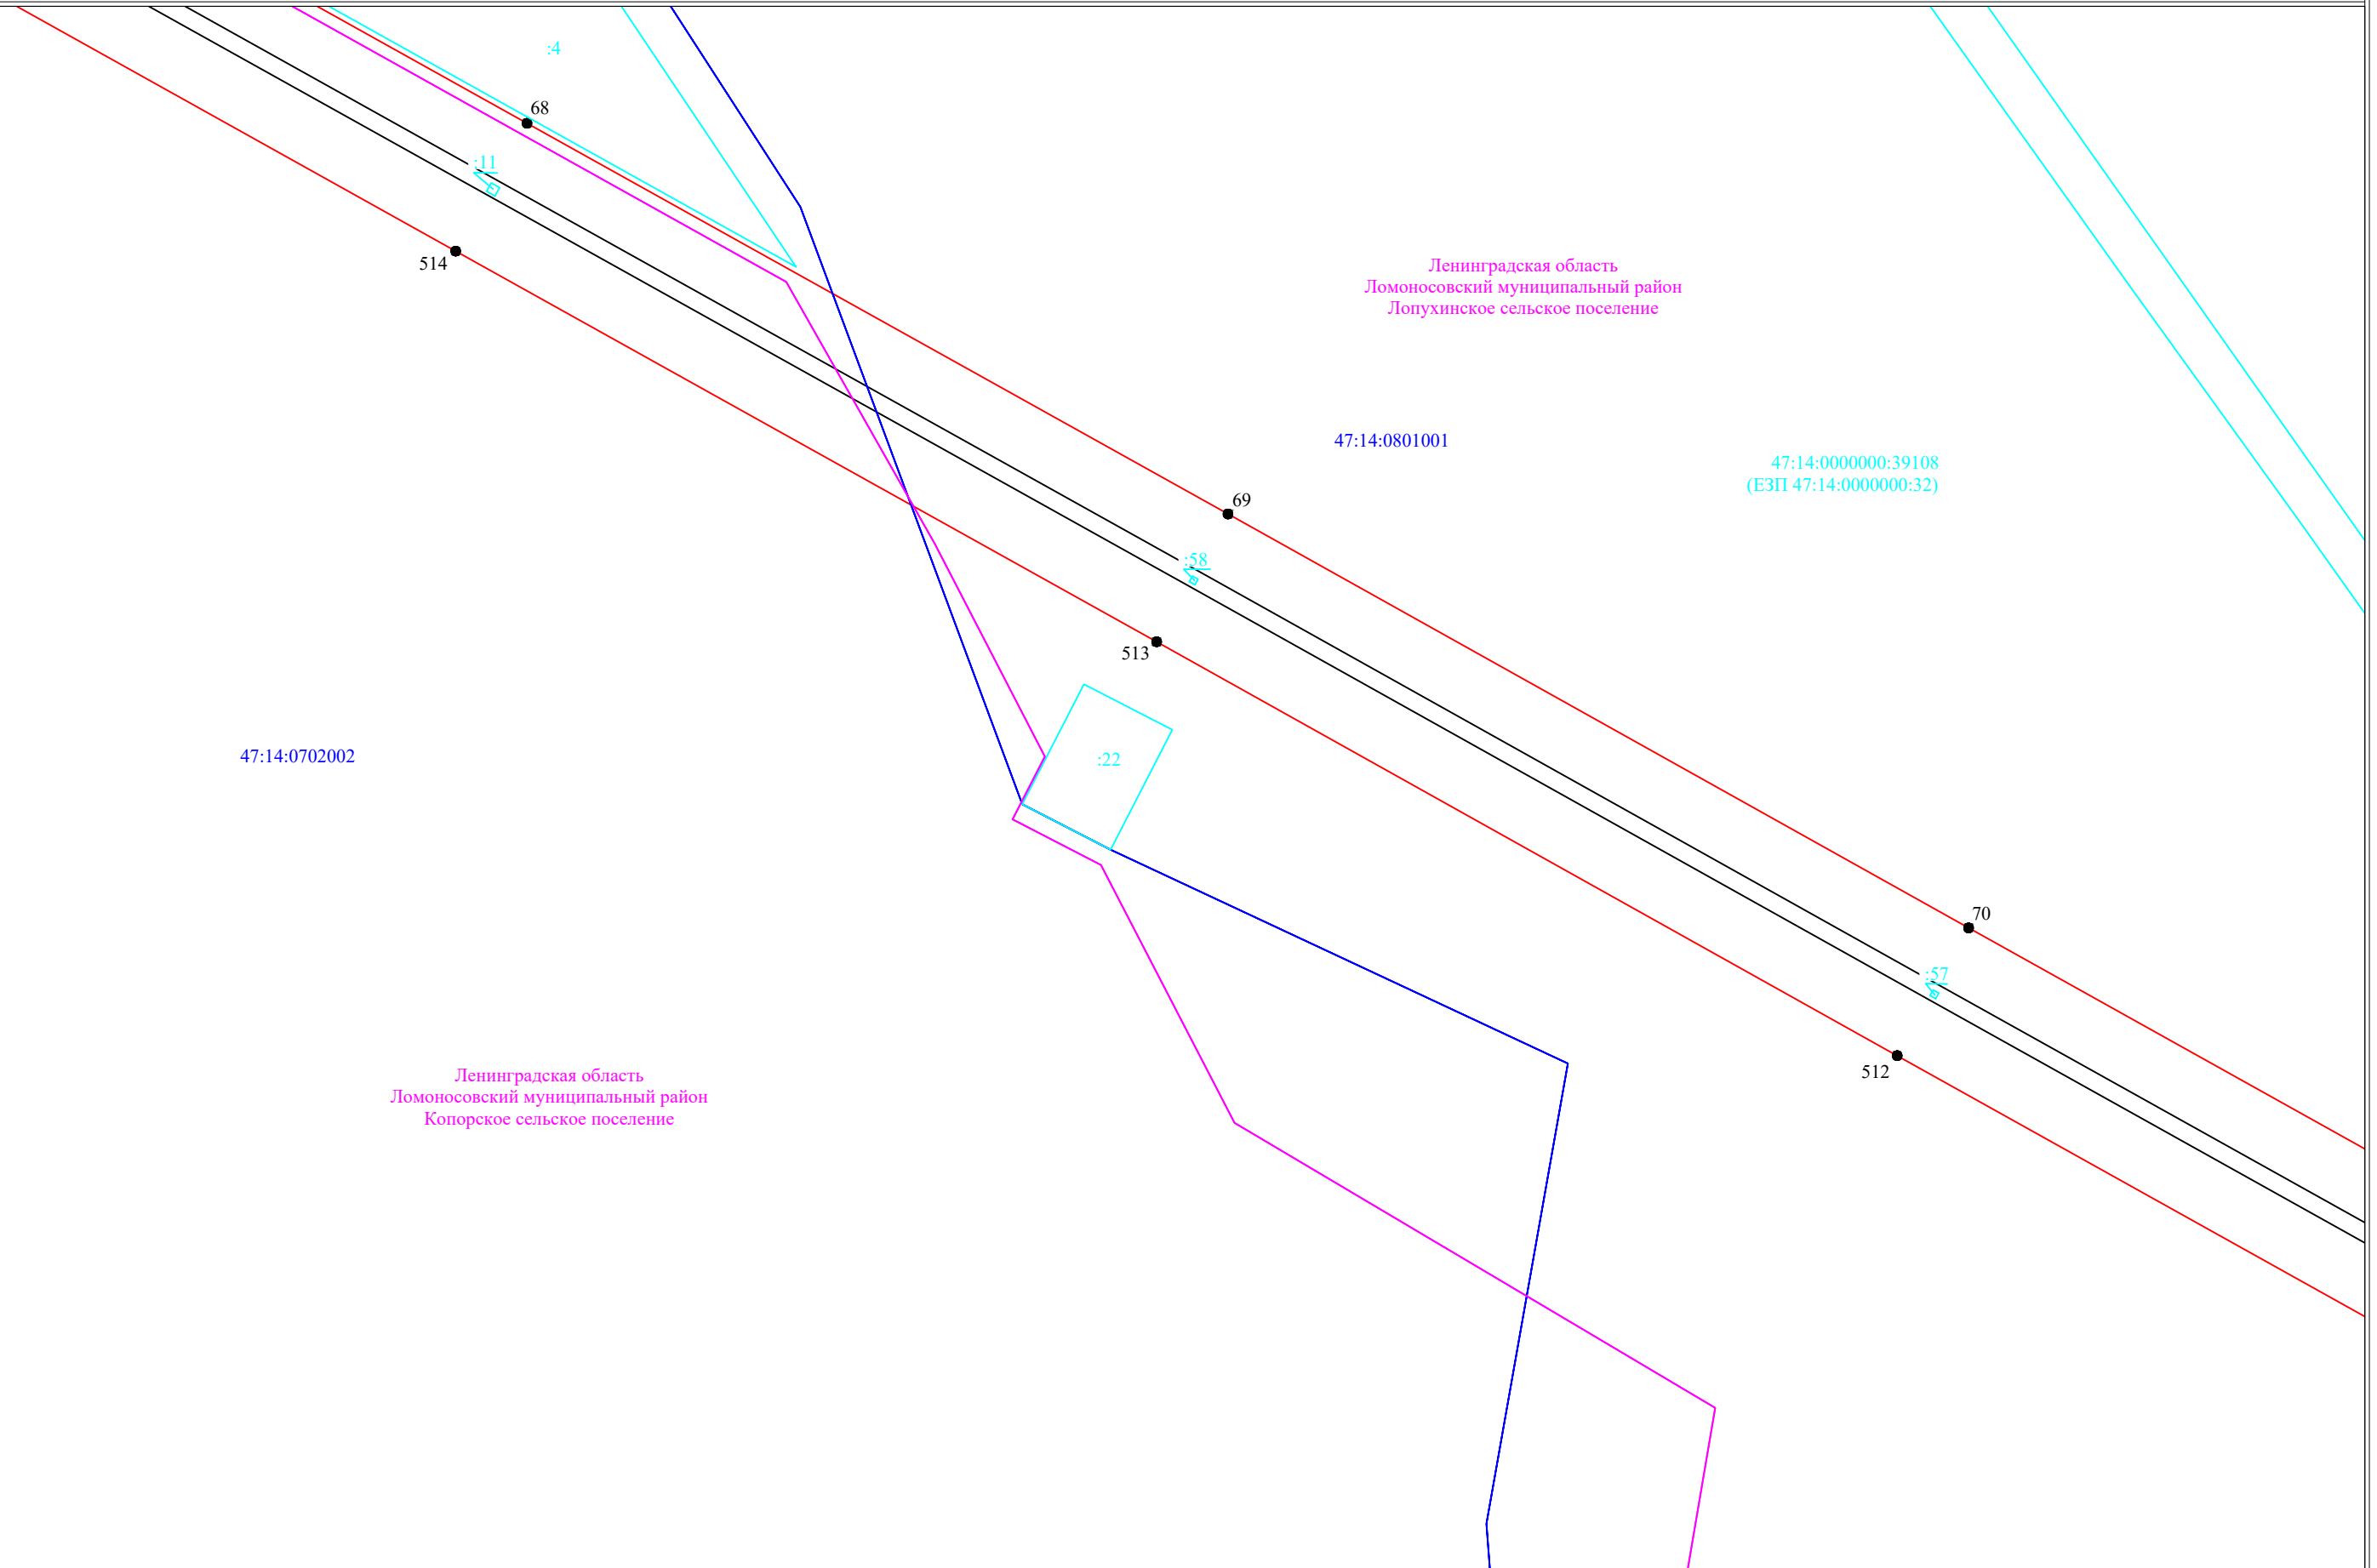 :4
68
:11
514
Ленинградская область
Ломоносовский муниципальный район
Лопухинское сельское поселение
47:14:0801001
47:14:0000000:39108
(ЕЗП 47:14:0000000:32)
69
:58
513
47:14:0702002
:22
70
:57
512
Ленинградская область
Ломоносовский муниципальный район
Копорское сельское поселение